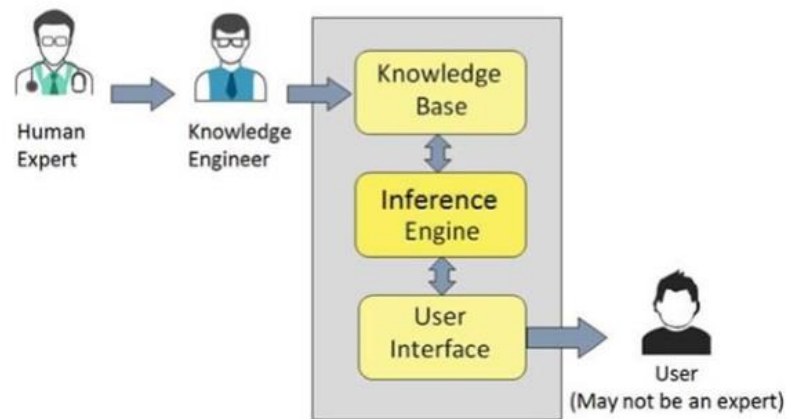 Human
Expert
Knowledge
Engineer
Knowledge
Base
Inference
Engine
User
Interface
User
(May not be an expert)